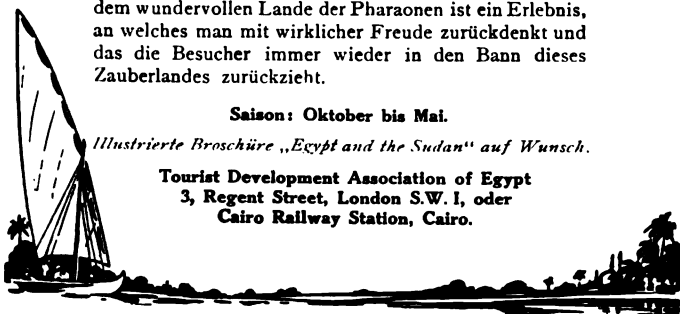 dem wundervollen Lande der Pharaonen ist ein Erlebnis,
an welches man mit wirklicher Freude zurückdenkt und
das die Besucher immer wieder in den Bann dieses
Zauberlandes zurückzieht.
Saison: Oktober bis Mai.
Illustrierte Broschüre „Egypt and the Sudan“ auf Wunsch.
Tourist Development Association of Egypt
3, Regent Street, London S.W. I, oder
Cairo Railway Station, Cairo.